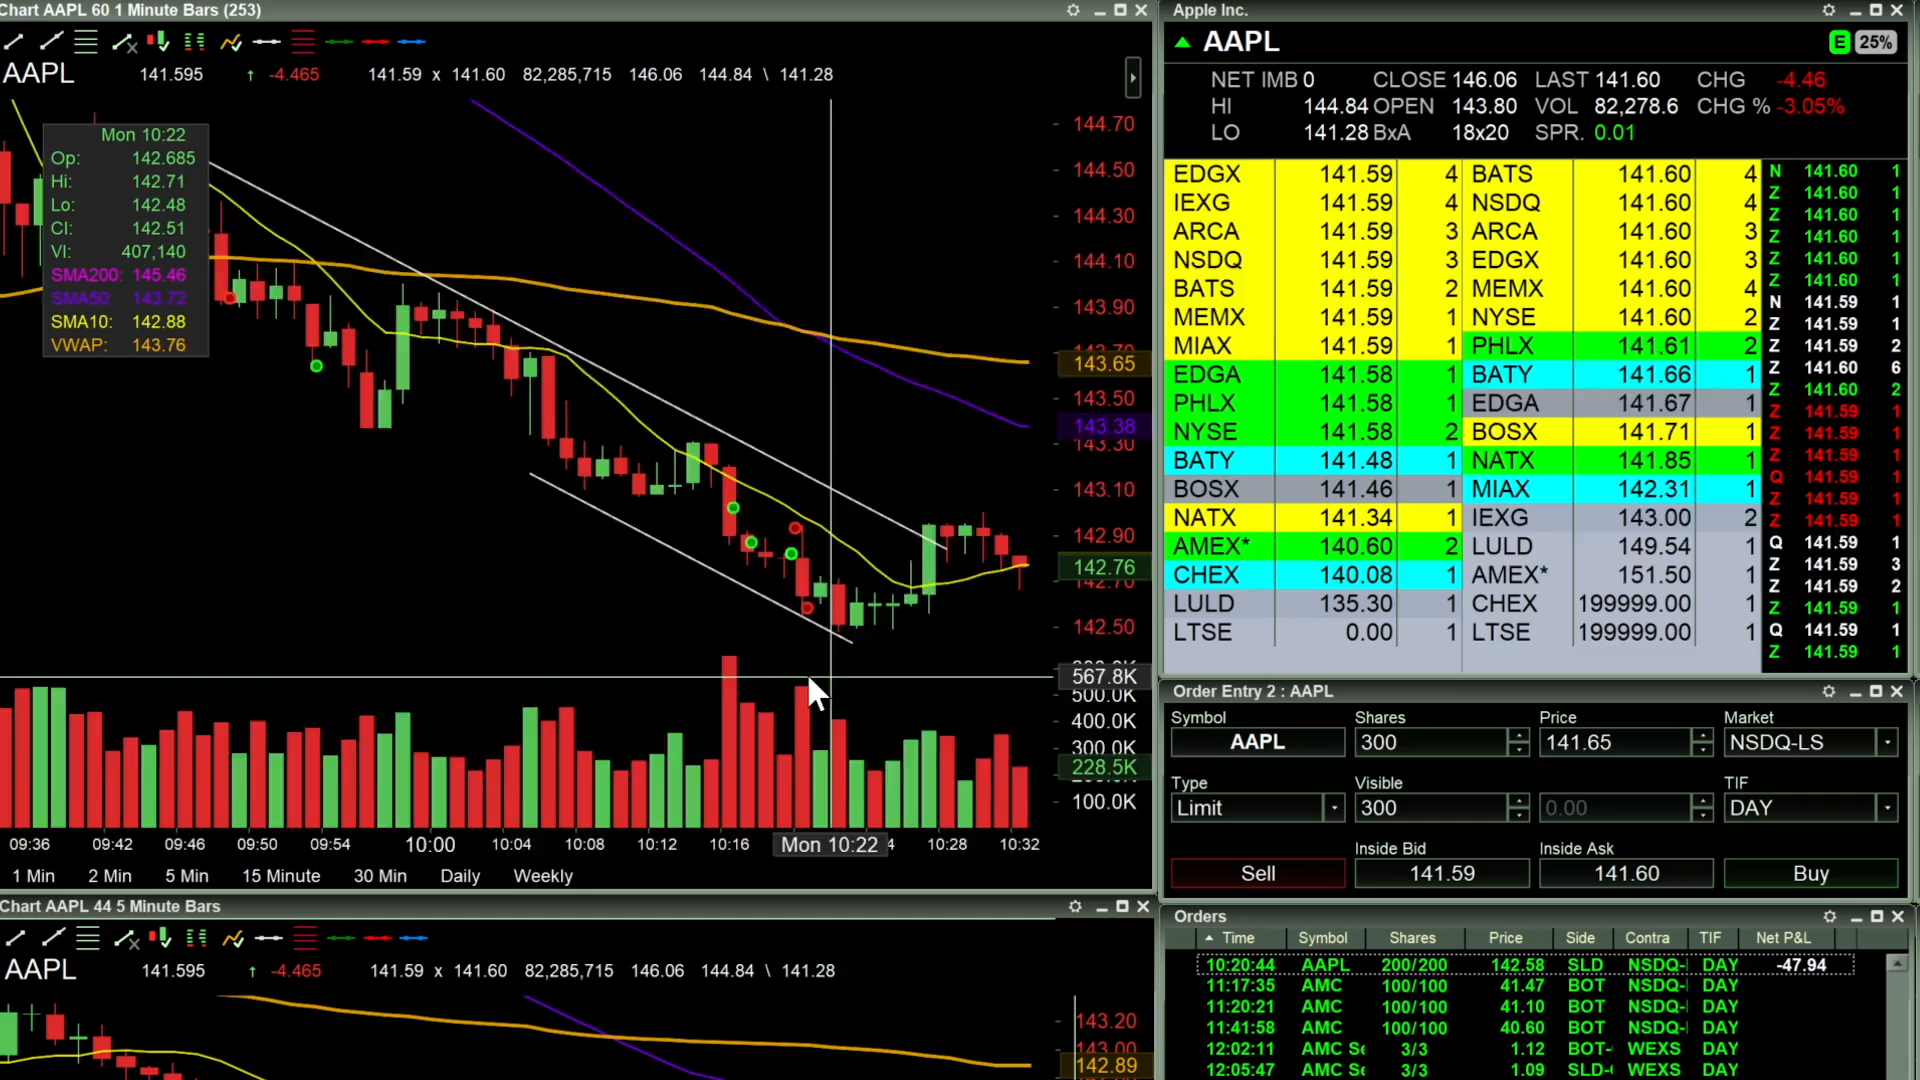 Chart AAPL 60 1 Minute Bars (253)
AAPL 141.595 ↑ -4.465 141.59 x 141.60 82,285,715 146.06 144.84 \ 141.28
Mon 10:22
Op: 142.685
Hi: 142.71
Lo: 142.48
Cl: 142.51
Vl: 407,140
SMA200: 145.46
SMA50: 143.72
SMA10: 142.88
VWAP: 143.76
144.70
144.50
144.30
144.10
143.90
143.65
143.50
143.38
143.30
143.10
142.90
142.76
142.70
142.50
567.8K
500.0K
400.0K
300.0K
228.5K
100.0K
09:36 09:42 09:46 09:50 09:54 10:00 10:04 10:08 10:12 10:16 Mon 10:22 10:28 10:32
1 Min 2 Min 5 Min 15 Minute 30 Min Daily Weekly
Chart AAPL 44 5 Minute Bars
AAPL 141.595 ↑ -4.465 141.59 x 141.60 82,285,715 146.06 144.84 \ 141.28
143.20
143.00
142.89
Apple Inc.
AAPL E 25%
NET IMB 0 CLOSE 146.06 LAST 141.60 CHG -4.46
HI 144.84 OPEN 143.80 VOL 82,278.6 CHG % -3.05%
LO 141.28 BxA 18x20 SPR. 0.01
EDGX 141.59 4 BATS 141.60 4
IEXG 141.59 4 NSDQ 141.60 4
ARCA 141.59 3 ARCA 141.60 3
NSDQ 141.59 3 EDGX 141.60 3
BATS 141.59 2 MEMX 141.60 4
MEMX 141.59 1 NYSE 141.60 2
MIAX 141.59 1 PHLX 141.61 2
EDGA 141.58 1 BATY 141.66 1
PHLX 141.58 1 EDGA 141.67 1
NYSE 141.58 2 BOSX 141.71 1
BATY 141.48 1 NATX 141.85 1
BOSX 141.46 1 MIAX 142.31 1
NATX 141.34 1 IEXG 143.00 2
AMEX* 140.60 2 LULD 149.54 1
CHEX 140.08 1 AMEX* 151.50 1
LULD 135.30 1 CHEX 199999.00 1
LTSE 0.00 1 LTSE 199999.00 1
N 141.60 1
Z 141.60 1
Z 141.60 1
Z 141.60 1
Z 141.60 1
Z 141.60 1
N 141.59 1
Z 141.59 1
Z 141.59 2
Z 141.60 6
Z 141.60 2
Z 141.59 1
Z 141.59 1
Z 141.59 1
Q 141.59 1
Z 141.59 1
Z 141.59 1
Q 141.59 1
Z 141.59 3
Z 141.59 2
Z 141.59 1
Q 141.59 1
Z 141.59 1
Order Entry 2 : AAPL
Symbol Shares Price Market
AAPL 300 141.65 NSDQ-LS
Type Visible TIF
Limit 300 0.00 DAY
Inside Bid Inside Ask
Sell 141.59 141.60 Buy
Orders
Time Symbol Shares Price Side Contra TIF Net P&L
10:20:44 AAPL 200/200 142.58 SLD NSDQ- DAY -47.94
11:17:35 AMC 100/100 41.47 BOT NSDQ- DAY
11:20:21 AMC 100/100 41.10 BOT NSDQ- DAY
11:41:58 AMC 100/100 40.60 BOT NSDQ- DAY
12:02:11 AMC 3/3 1.12 BOT- WEXS DAY
12:05:47 AMC 3/3 1.09 SLD- WEXS DAY